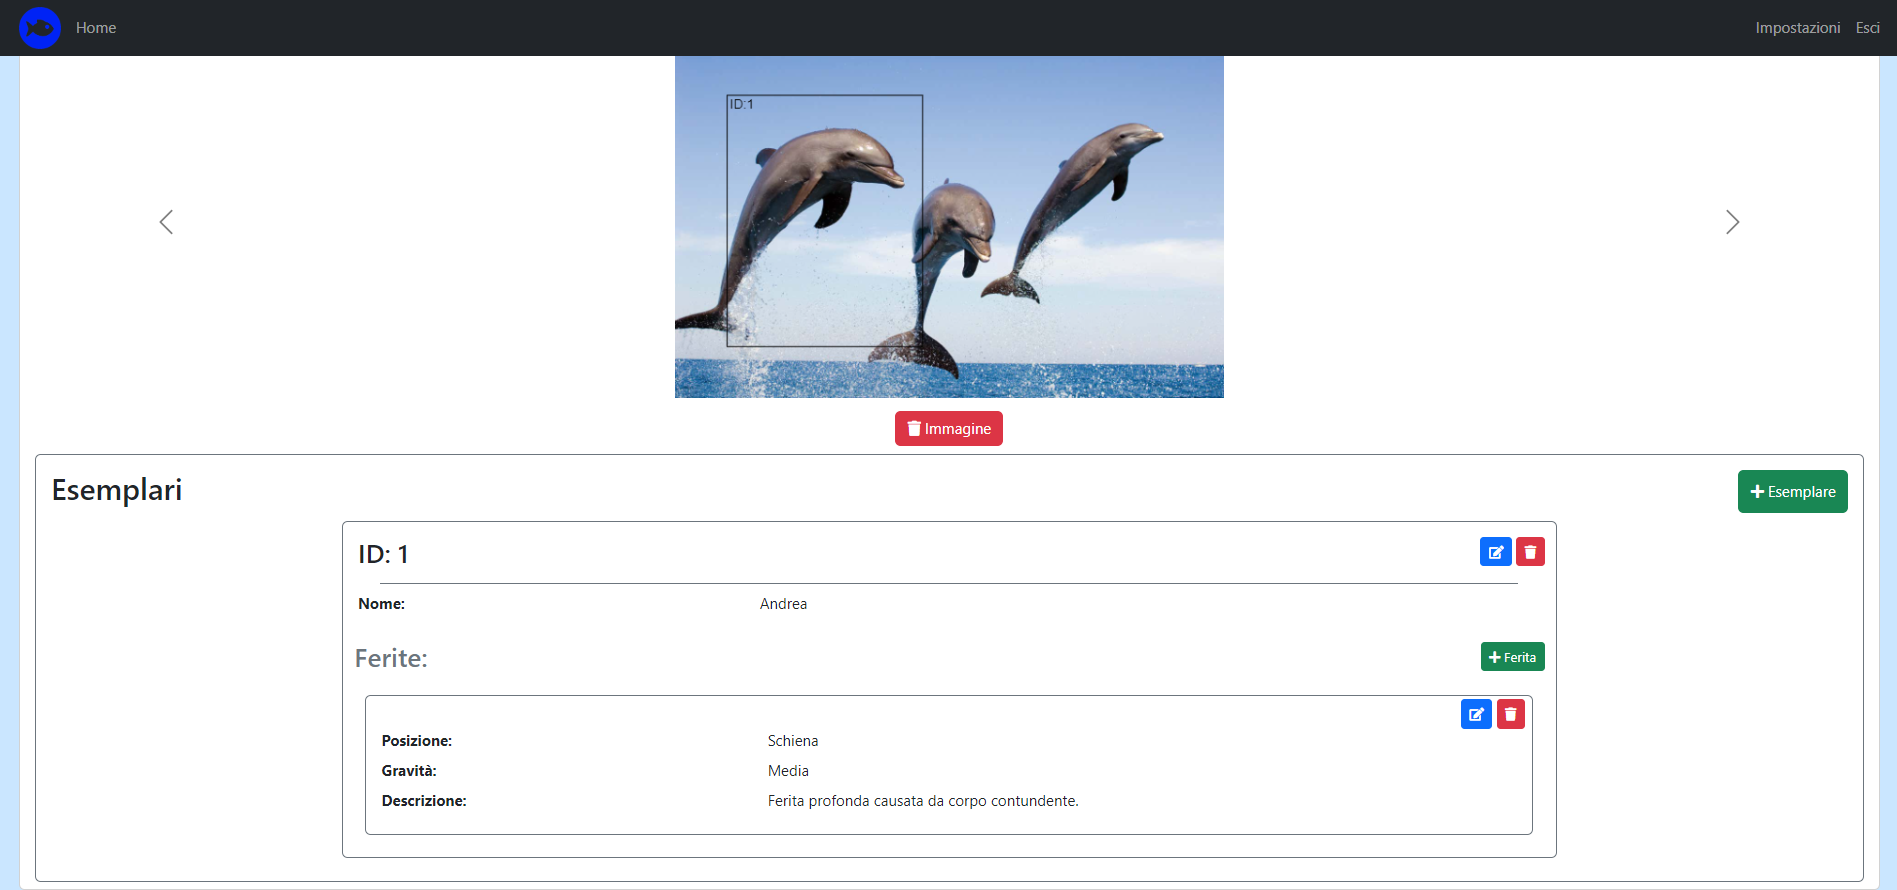 Home
Impostazioni Esci
ID:1
Immagine
Esemplari
Esemplare
ID: 1
Nome: Andrea
Ferite:
Ferita
Posizione: Schiena
Gravità: Media
Descrizione: Ferita profonda causata da corpo contundente.